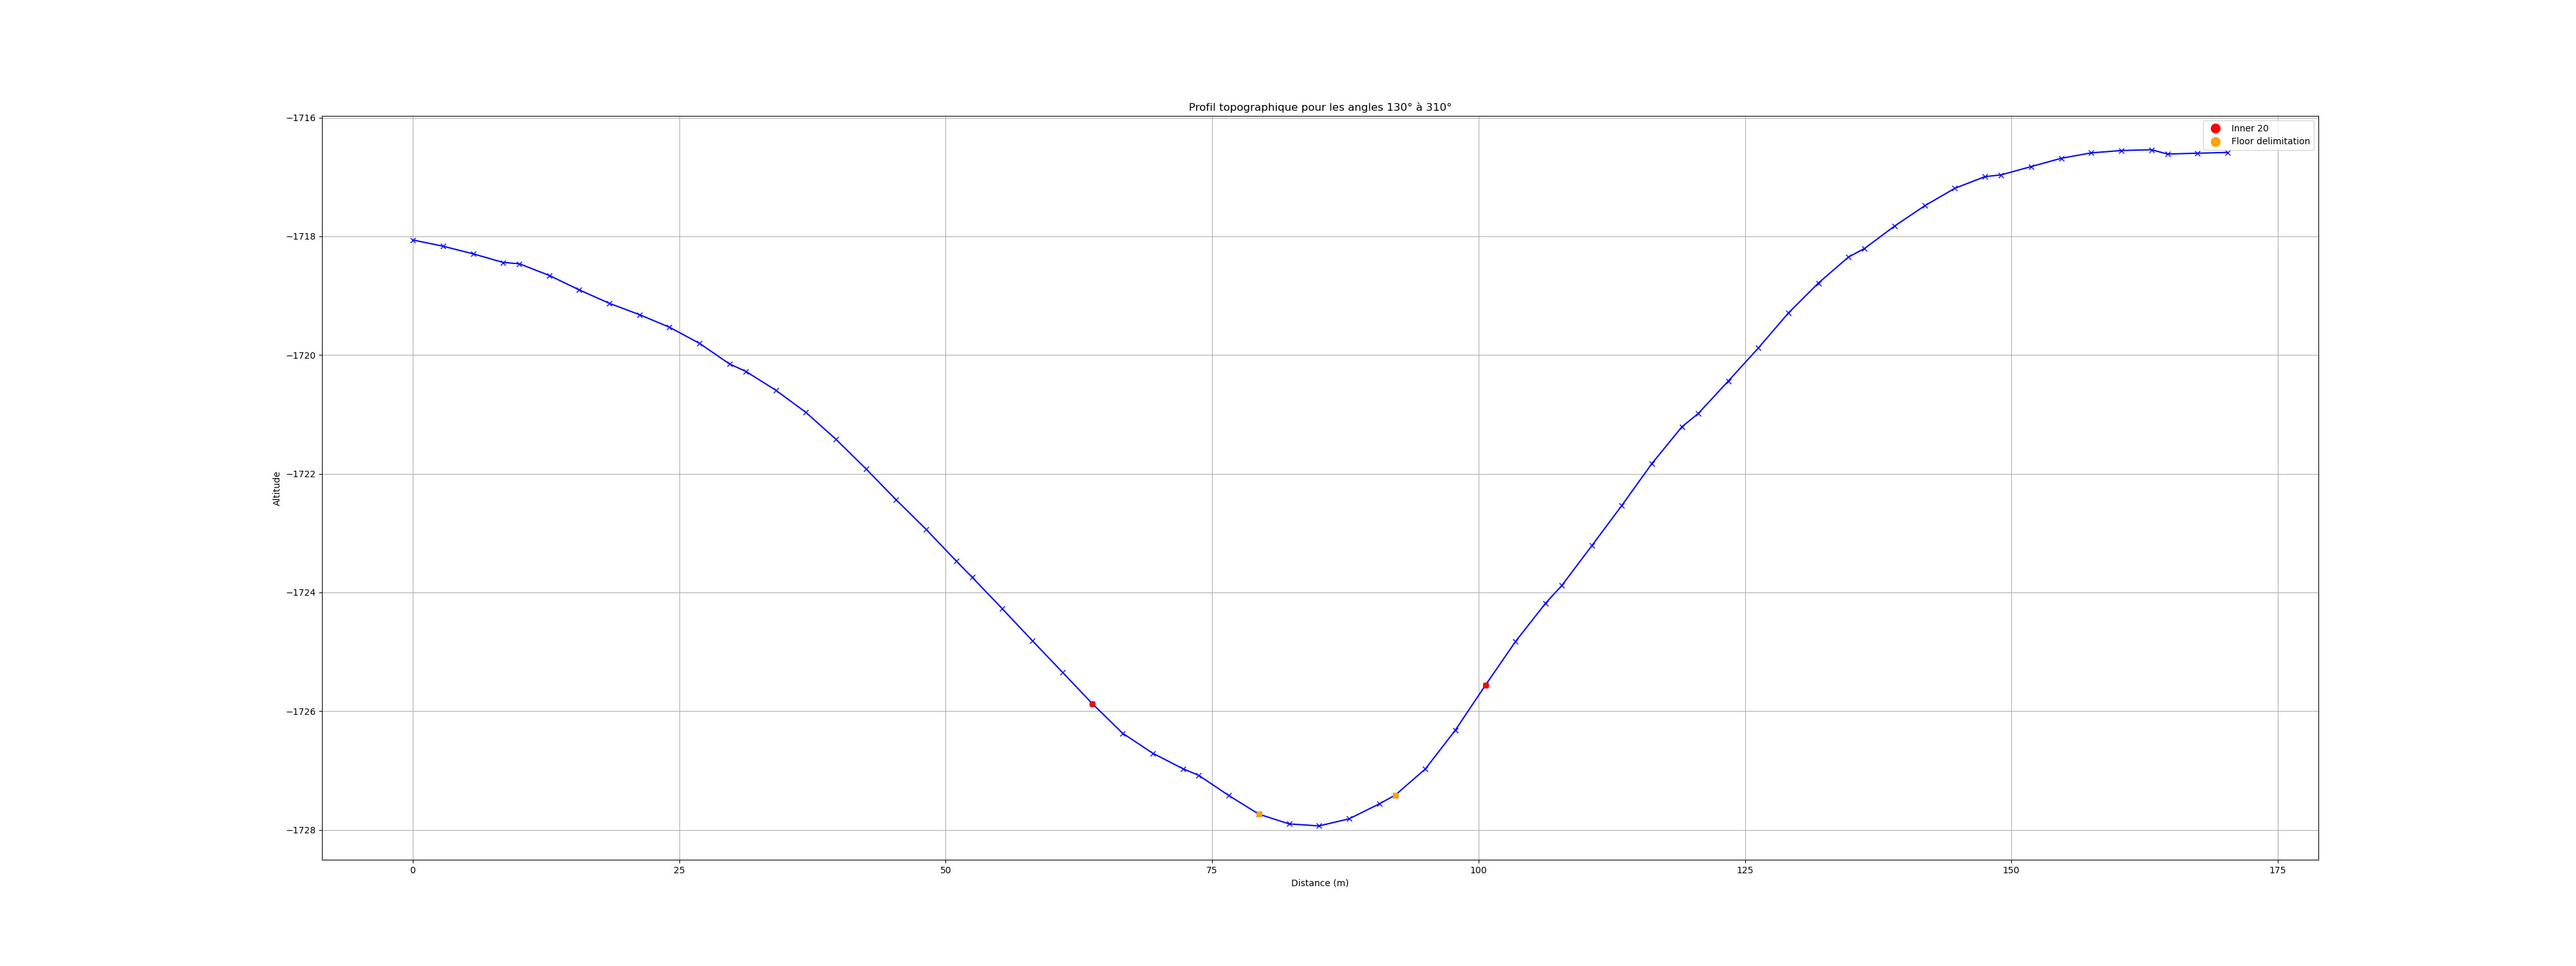 Profil topographique pour les angles 130° à 310°
Inner 20
Floor delimitation
−1716
−1718
−1720
−1722
−1724
−1726
−1728
Altitude
0 25 50 75 100 125 150 175
Distance (m)